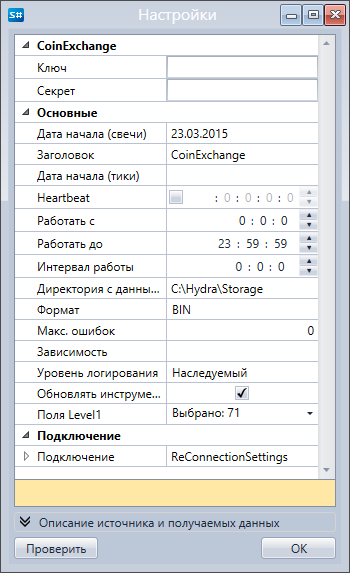 S# Настройки
CoinExchange
Ключ
Секрет
Основные
Дата начала (свечи) 23.03.2015
Заголовок CoinExchange
Дата начала (тики)
Heartbeat : 0 : 0 : 0 : 0
Работать с 0 : 0 : 0
Работать до 23 : 59 : 59
Интервал работы 0 : 0 : 0
Директория с данны... C:\Hydra\Storage
Формат BIN
Макс. ошибок 0
Зависимость
Уровень логирования Наследуемый
Обновлять инструме...
Поля Level1 Выбрано: 71
Подключение
Подключение ReConnectionSettings
Описание источника и получаемых данных
Проверить OK